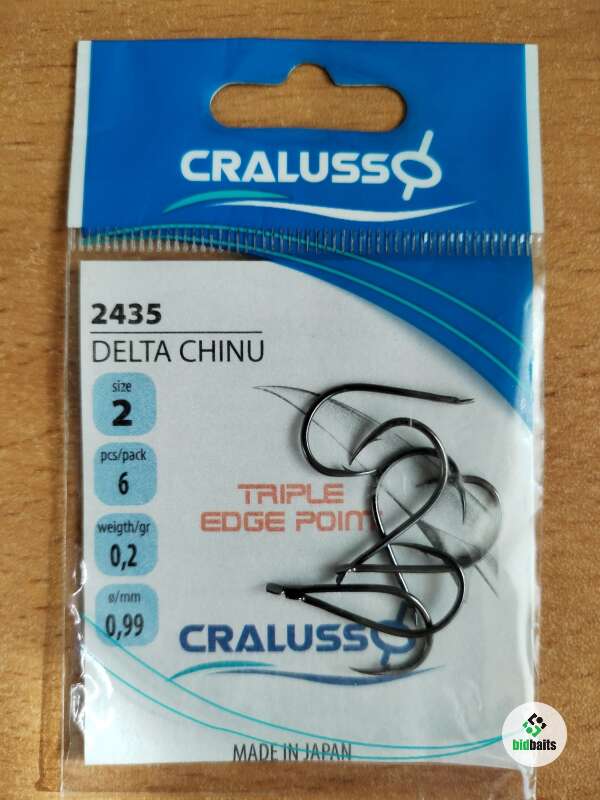 CRALUSSO
2435
DELTA CHINU
size
2
pcs/pack
6
weigth/gr
0,2
ø/mm
0,99
TRIPLE
EDGE POINT
CRALUSSO
MADE IN JAPAN
bidbaits